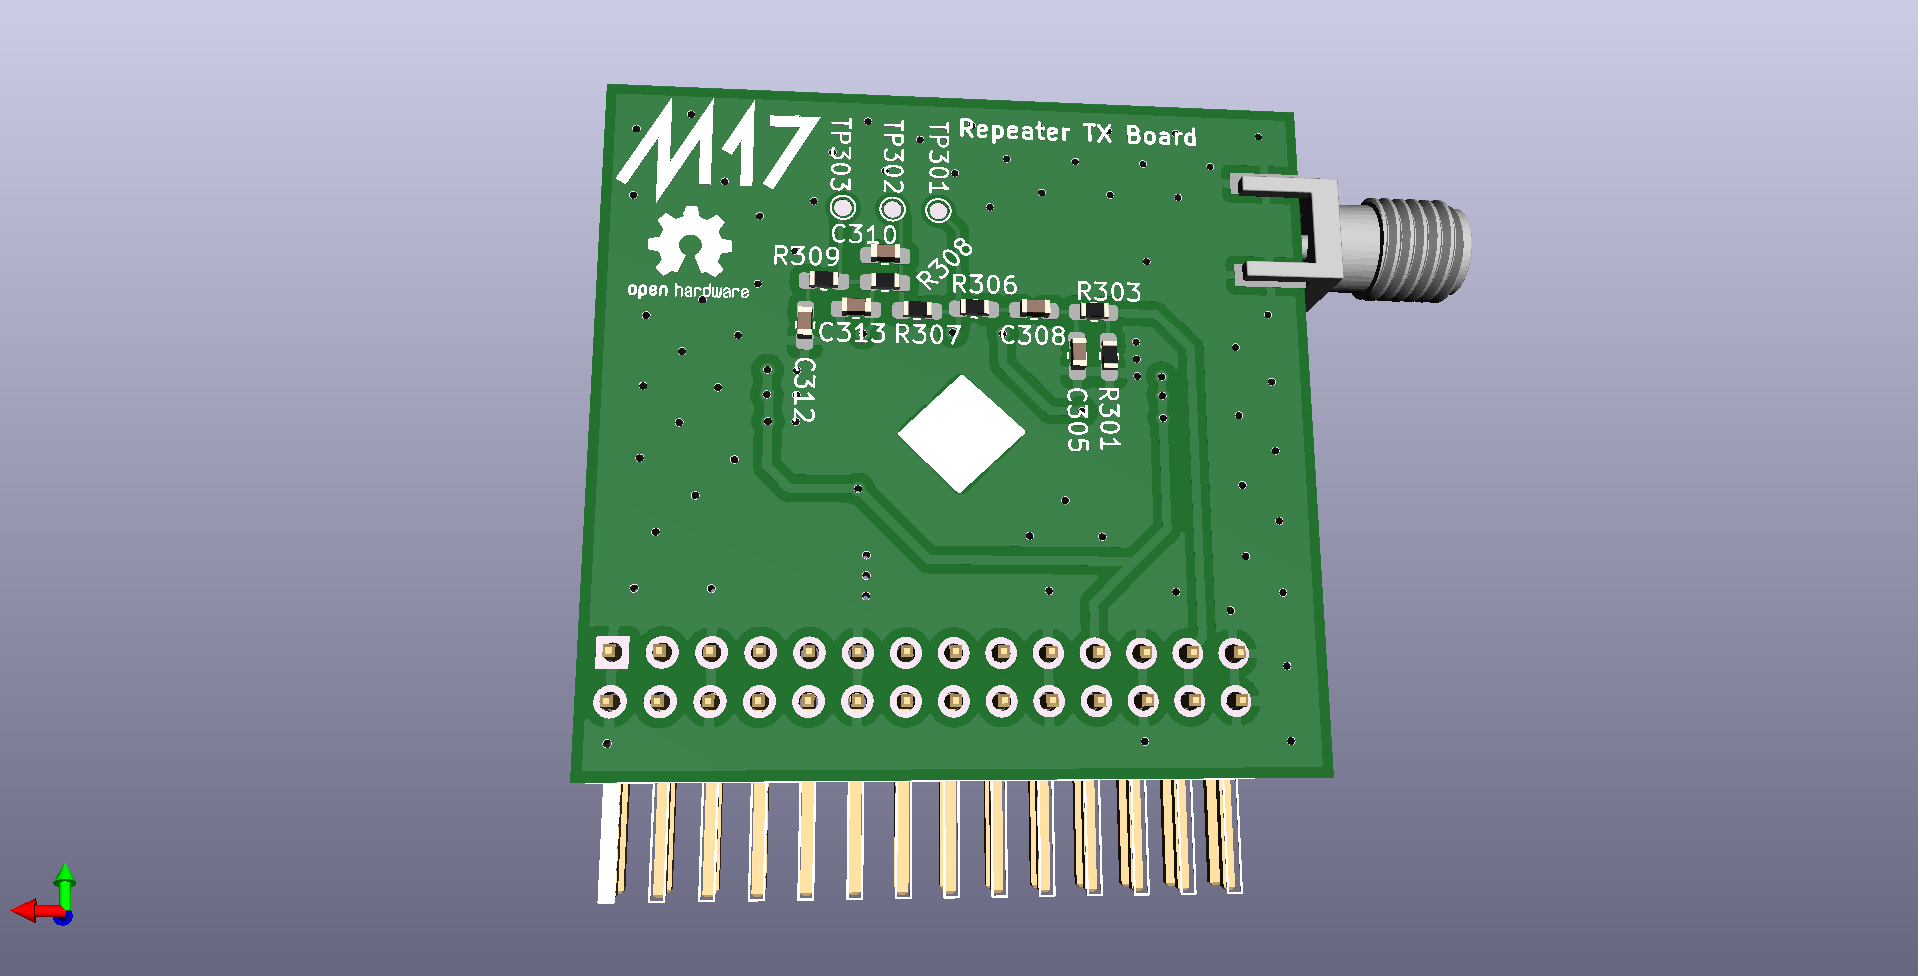 M17
Repeater TX Board
TP303
TP302
TP301
open hardware
C310
R309
R308
R306
R303
C313
R307
C308
C312
C305
R301